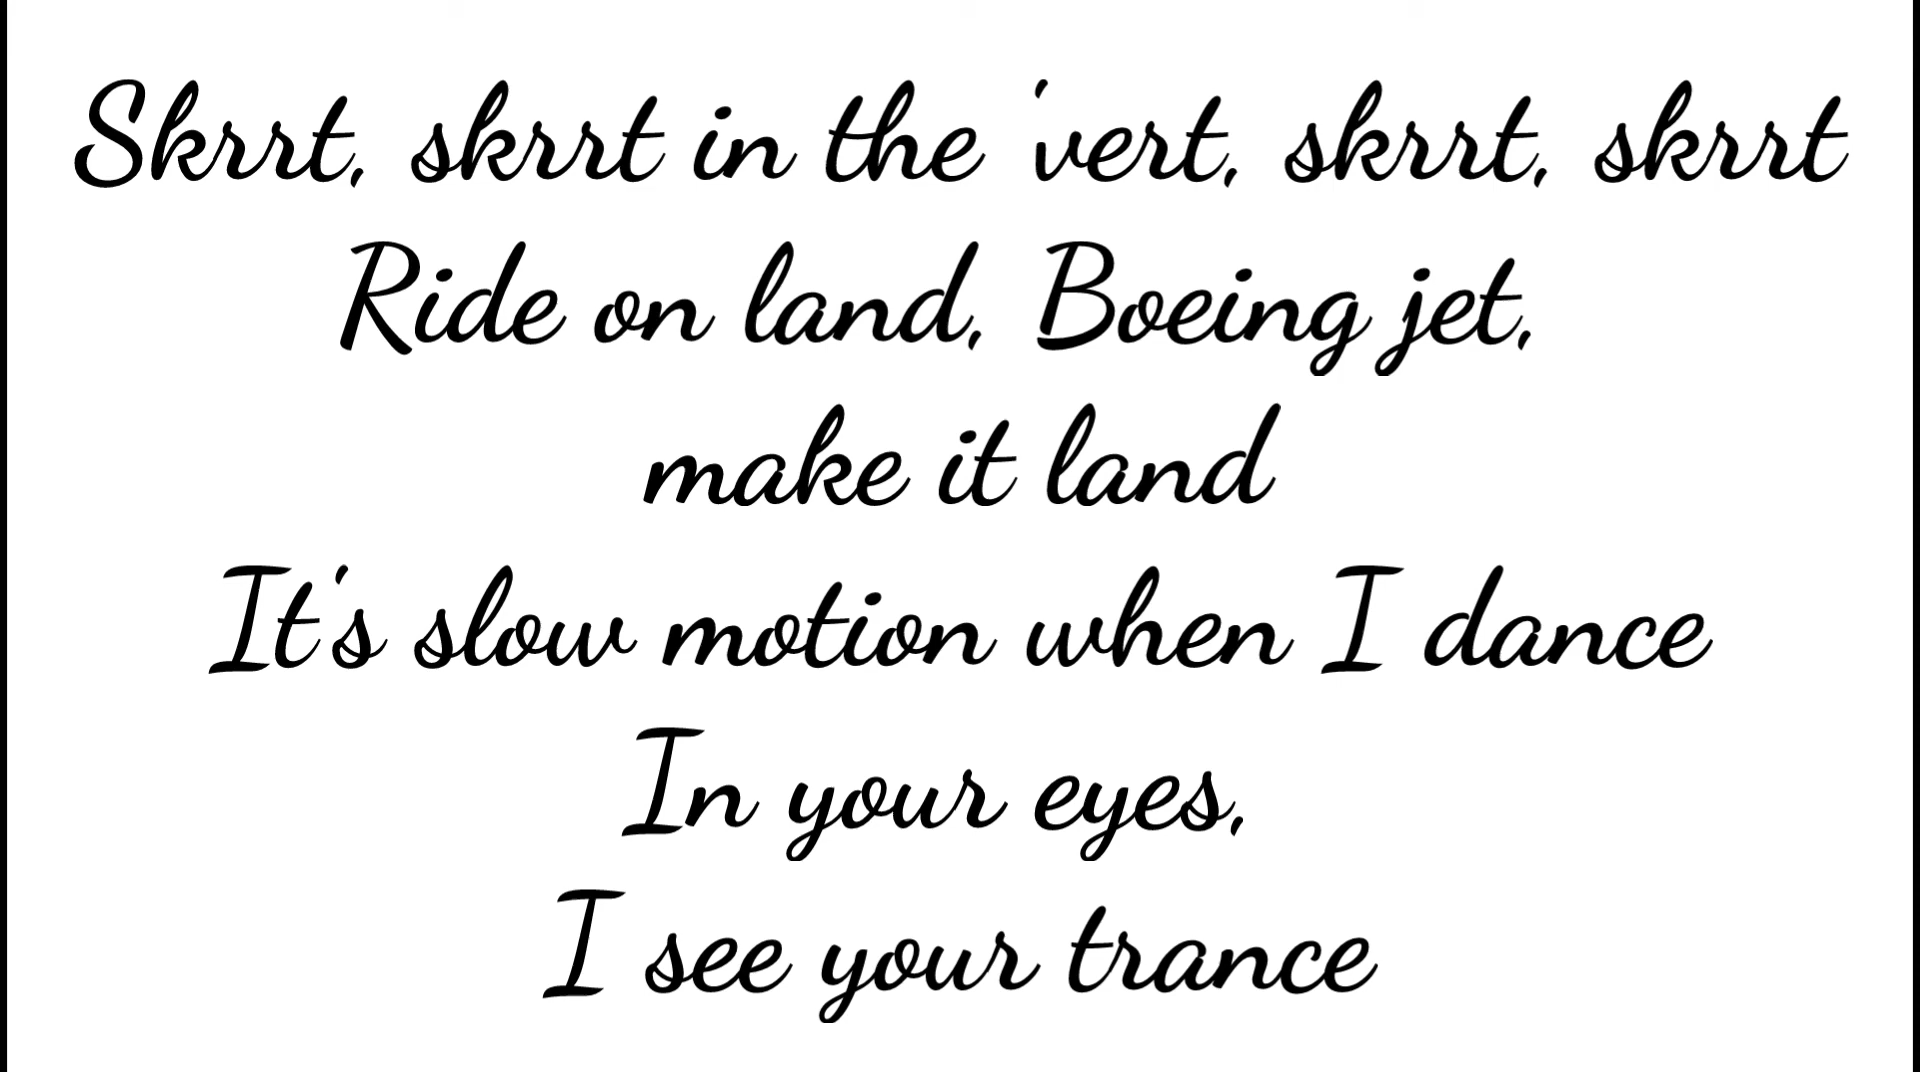 Skrrt, skrrt in the 'vert, skrrt, skrrt
Ride on land, Boeing jet,
make it land
It's slow motion when I dance
In your eyes,
I see your trance